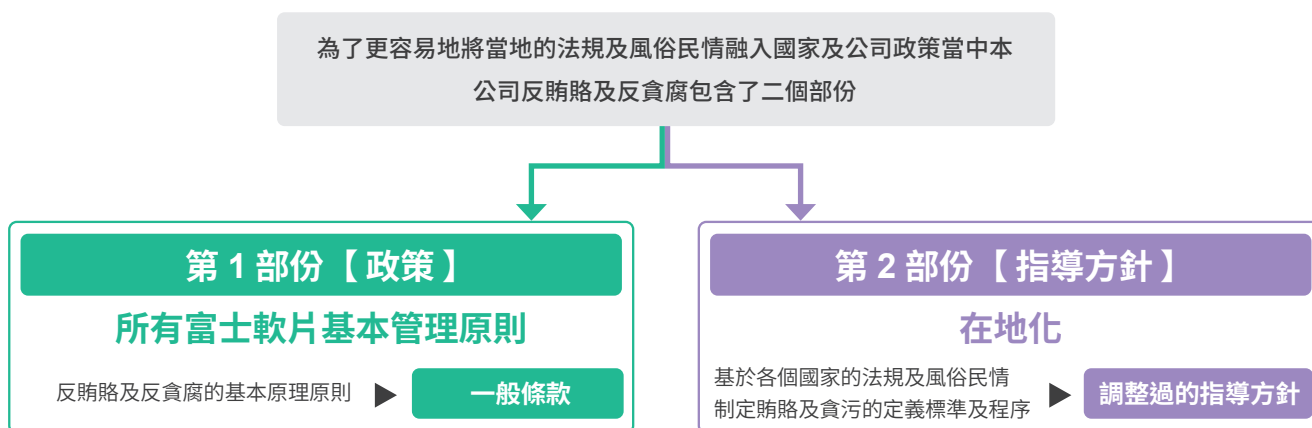 為了更容易地將當地的法規及風俗民情融入國家及公司政策當中本
公司反賄賂及反貪腐包含了二個部份
第 1 部份【 政策 】
所有富士軟片基本管理原則
反賄賂及反貪腐的基本原理原則
一般條款
第 2 部份【 指導方針 】
在地化
基於各個國家的法規及風俗民情
制定賄賂及貪污的定義標準及程序
調整過的指導方針